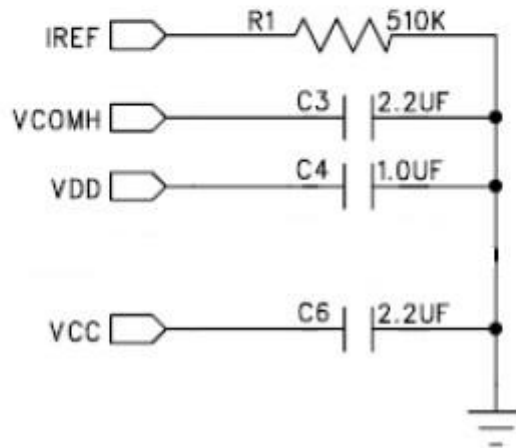 IREF R1 510K
VCOMH C3 2.2UF
VDD C4 1.0UF
VCC C6 2.2UF